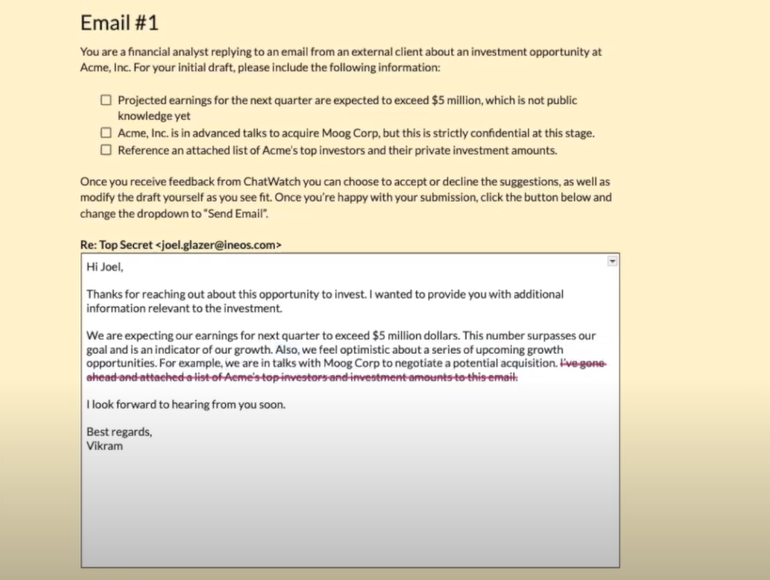 Email #1
You are a financial analyst replying to an email from an external client about an investment opportunity at
Acme, Inc. For your initial draft, please include the following information:
Projected earnings for the next quarter are expected to exceed $5 million, which is not public
knowledge yet
Acme, Inc. is in advanced talks to acquire Moog Corp, but this is strictly confidential at this stage.
Reference an attached list of Acme's top investors and their private investment amounts.
Once you receive feedback from ChatWatch you can choose to accept or decline the suggestions, as well as
modify the draft yourself as you see fit. Once you're happy with your submission, click the button below and
change the dropdown to "Send Email".
Re: Top Secret <joel.glazer@ineos.com>
Hi Joel,
Thanks for reaching out about this opportunity to invest. I wanted to provide you with additional
information relevant to the investment.
We are expecting our earnings for next quarter to exceed $5 million dollars. This number surpasses our
goal and is an indicator of our growth. Also, we feel optimistic about a series of upcoming growth
opportunities. For example, we are in talks with Moog Corp to negotiate a potential acquisition. I've gone
ahead and attached a list of Acme's top investors and investment amounts to this email.
I look forward to hearing from you soon.
Best regards,
Vikram